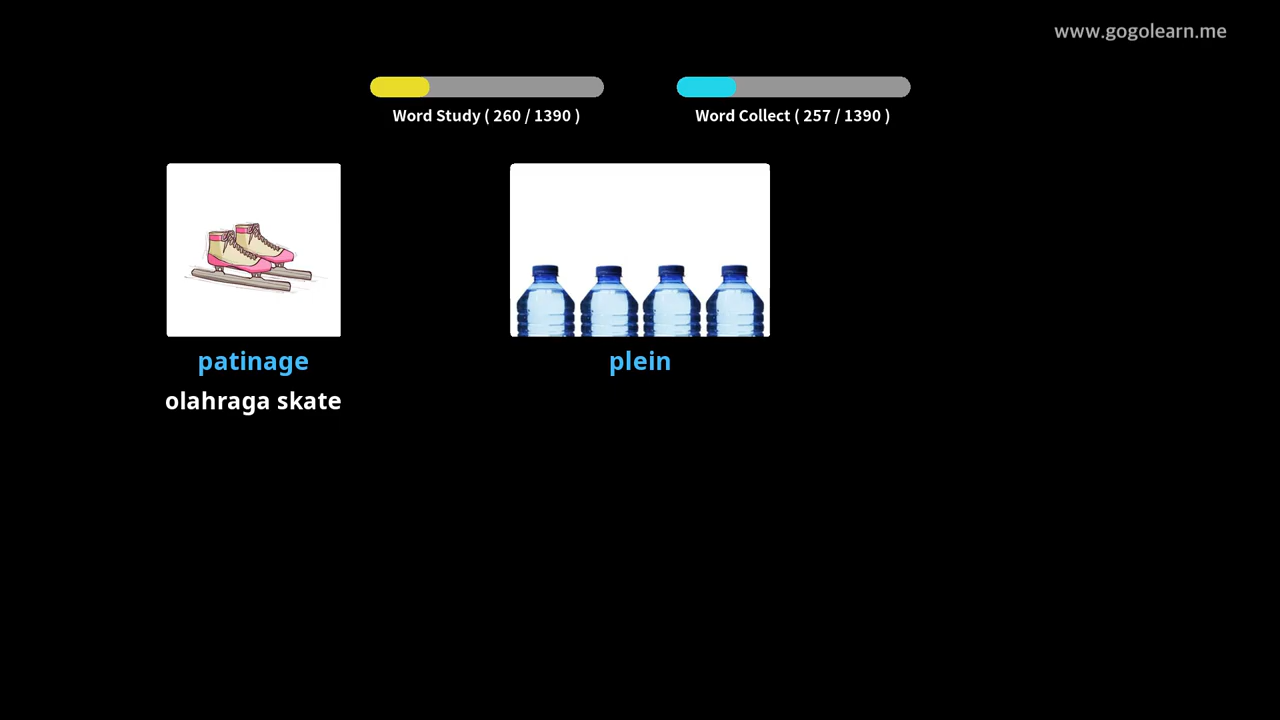 www.gogolearn.me
Word Study ( 260 / 1390 )
Word Collect ( 257 / 1390 )
patinage
plein
olahraga skate